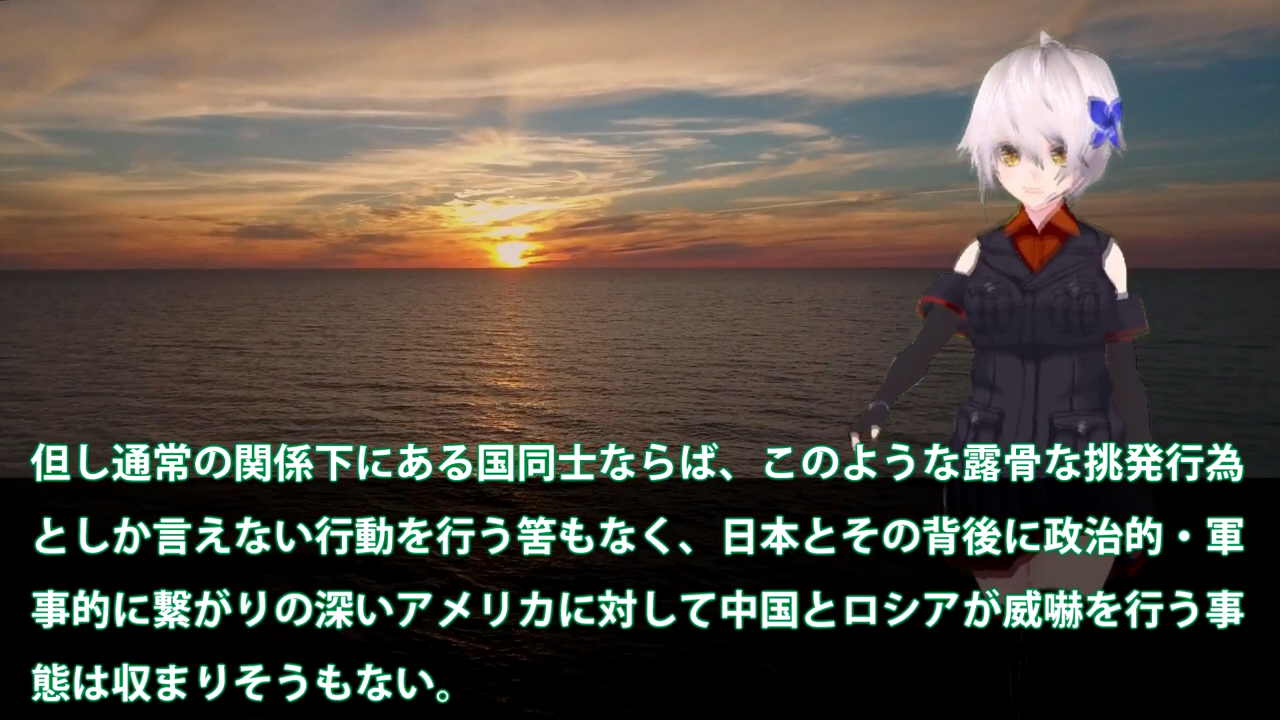 但し通常の関係下にある国同士ならば、このような露骨な挑発行為
としか言えない行動を行う筈もなく、日本とその背後に政治的・軍
事的に繋がりの深いアメリカに対して中国とロシアが威嚇を行う事
態は収まりそうもない。